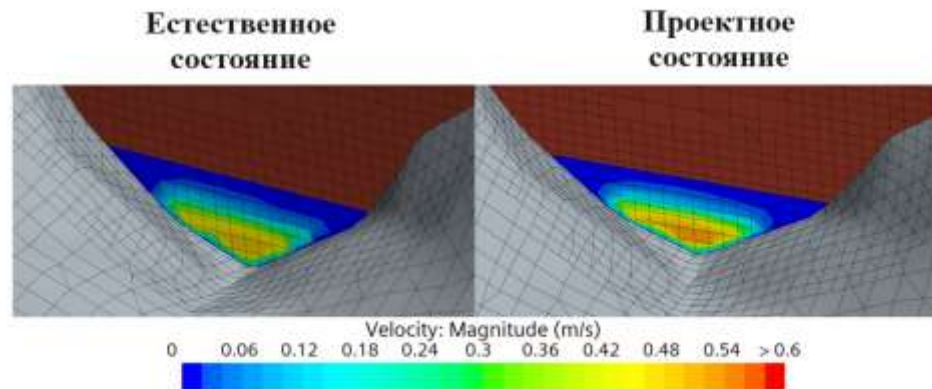 Естественное
состояние
Проектное
состояние
Velocity: Magnitude (m/s)
0 0.06 0.12 0.18 0.24 0.3 0.36 0.42 0.48 0.54 > 0.6